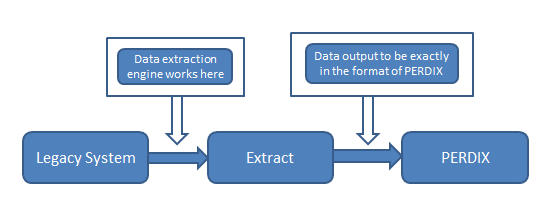 Data extraction
engine works here
Data output to be exactly
in the format of PERDIX
Legacy System
Extract
PERDIX